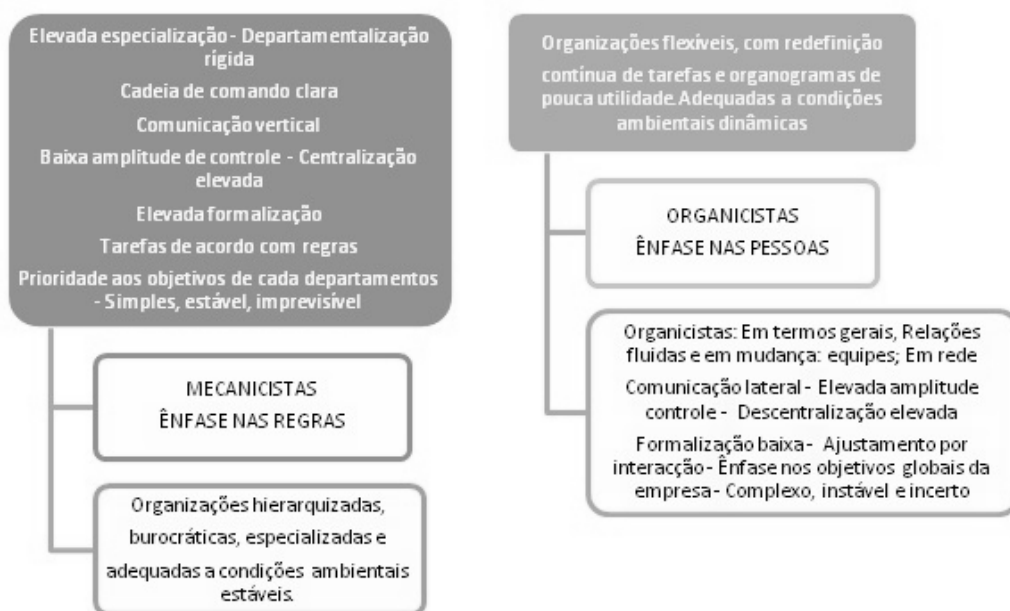 Elevada especialização - Departamentalização
rígida
Cadeia de comando clara
Comunicação vertical
Baixa amplitude de controle - Centralização
elevada
Elevada formalização
Tarefas de acordo com regras
Prioridade aos objetivos de cada departamentos
- Simples, estável, imprevisível
MECANICISTAS
ÊNFASE NAS REGRAS
Organizações hierarquizadas,
burocráticas, especializadas e
adequadas a condições ambientais
estáveis.
Organizações flexíveis, com redefinição
contínua de tarefas e organogramas de
pouca utilidade. Adequadas a condições
ambientais dinâmicas
ORGANICISTAS
ÊNFASE NAS PESSOAS
Organicistas: Em termos gerais, Relações
fluidas e em mudança: equipes; Em rede
Comunicação lateral - Elevada amplitude
controle - Descentralização elevada
Formalização baixa - Ajustamento por
interacção - Ênfase nos objetivos globais da
empresa - Complexo, instável e incerto